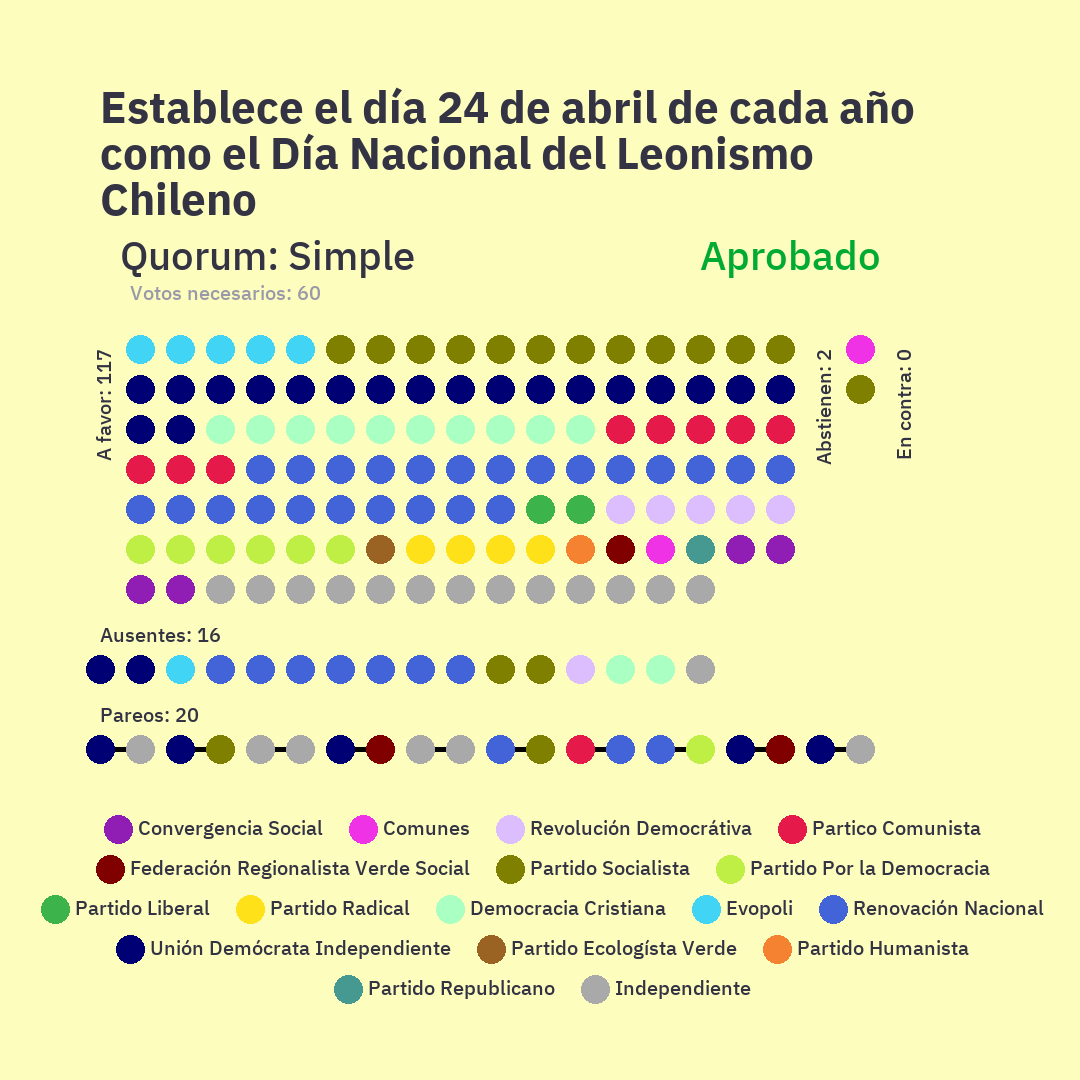 Establece el día 24 de abril de cada año
como el Día Nacional del Leonismo
Chileno
Quorum: Simple
Aprobado
Votos necesarios: 60
A favor: 117
Abstienen: 2
En contra: 0
Ausentes: 16
Pareos: 20
Convergencia Social
Comunes
Revolución Democrátiva
Partico Comunista
Federación Regionalista Verde Social
Partido Socialista
Partido Por la Democracia
Partido Liberal
Partido Radical
Democracia Cristiana
Evopoli
Renovación Nacional
Unión Demócrata Independiente
Partido Ecologísta Verde
Partido Humanista
Partido Republicano
Independiente